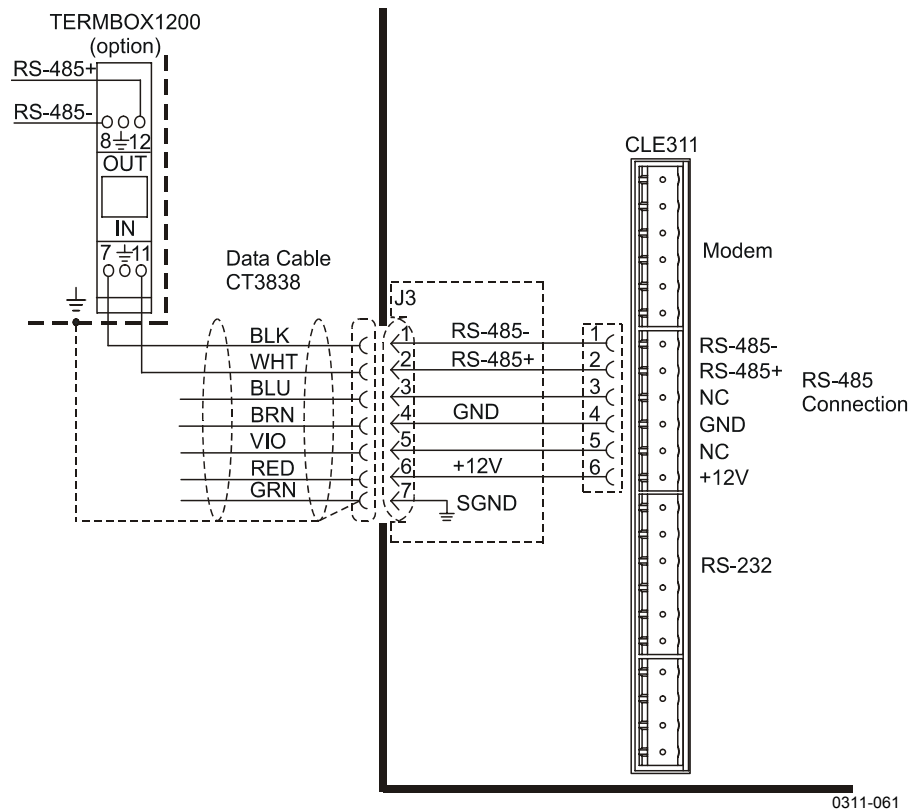 TERMBOX1200
(option)
RS-485+
RS-485-
8 12
OUT
IN
7 11
Data Cable
CT3838
BLK
WHT
BLU
BRN
VIO
RED
GRN
J3
1 RS-485- 1
2 RS-485+ 2
3 3
4 GND 4
5 5
6 +12V 6
7 SGND
CLE311
Modem
RS-485-
RS-485+
NC
GND
NC
+12V
RS-485
Connection
RS-232
0311-061